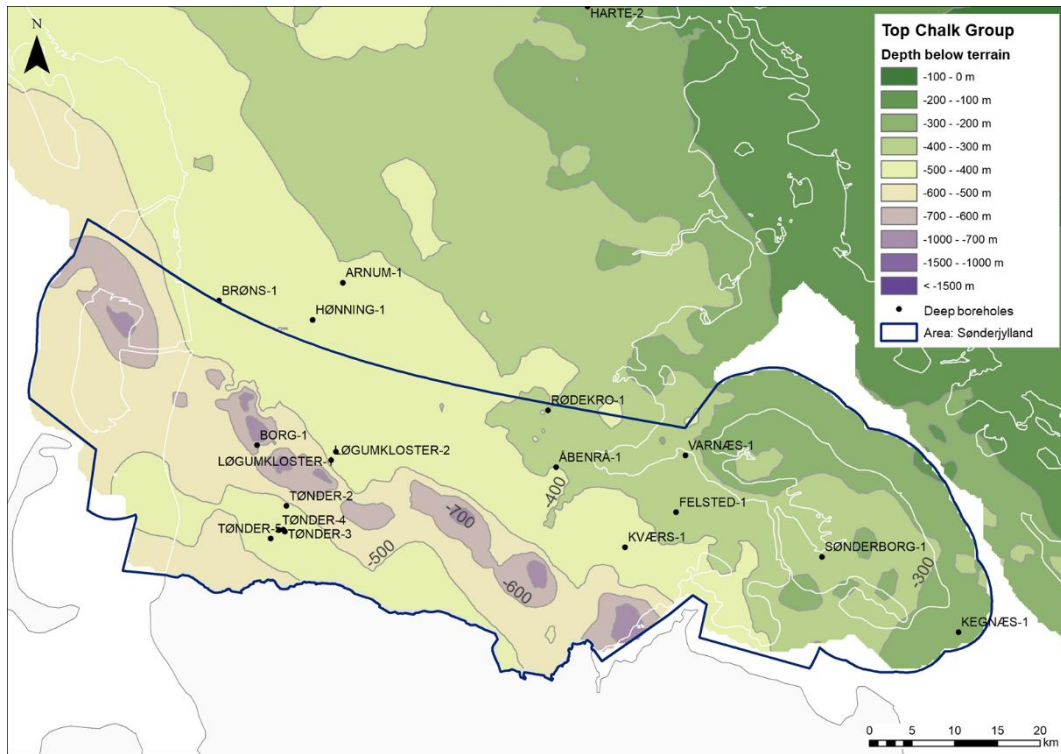 HARTE-2
N
Top Chalk Group
Depth below terrain
-100 - 0 m
-200 - -100 m
-300 - -200 m
-400 - -300 m
-500 - -400 m
-600 - -500 m
-700 - -600 m
-1000 - -700 m
-1500 - -1000 m
< -1500 m
Deep boreholes
Area: Sønderjylland
ARNUM-1
BRØNS-1
HØNNING-1
RØDEKRO-1
BORG-1
LØGUMKLOSTER-2
LØGUMKLOSTER-1
VARNÆS-1
ÅBENRÅ-1
-400
TØNDER-2
FELSTED-1
-700
TØNDER-4
TØNDER-5
TØNDER-3
-500
KVÆRS-1
SØNDERBORG-1
-300
-600
KEGNÆS-1
0 5 10 15 20
km